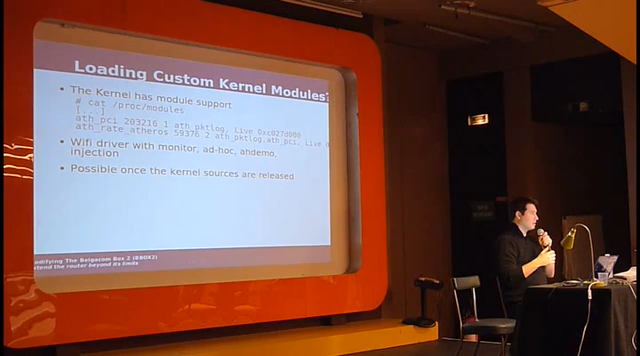 Loading Custom Kernel Modules?
• The Kernel has module support
# cat /proc/modules
[..]
ath_pci 203216 1 ath_pktlog, Live 0xc027d000
ath_rate_atheros 59376 2 ath_pktlog,ath_pci, Live
• Wifi driver with monitor, ad-hoc, ahdemo,
injection
• Possible once the kernel sources are released
odifying The Belgacom Box 2 (BBOX2)
xtend the router beyond its limits